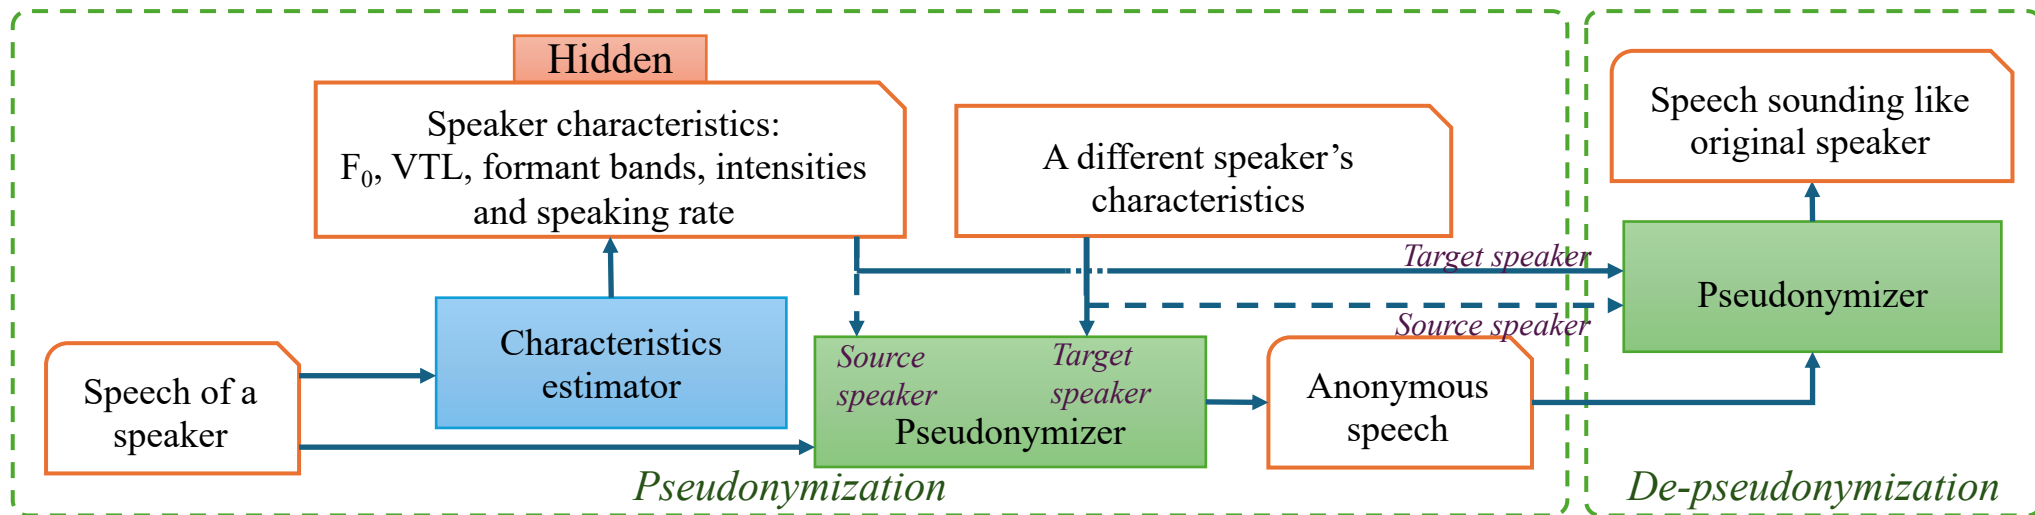 Hidden
Speaker characteristics:
F₀, VTL, formant bands, intensities
and speaking rate
A different speaker’s
characteristics
Speech sounding like
original speaker
Target speaker
Source speaker
Pseudonymizer
Characteristics
estimator
Speech of a
speaker
Source
speaker
Target
speaker
Pseudonymizer
Anonymous
speech
Pseudonymization
De-pseudonymization